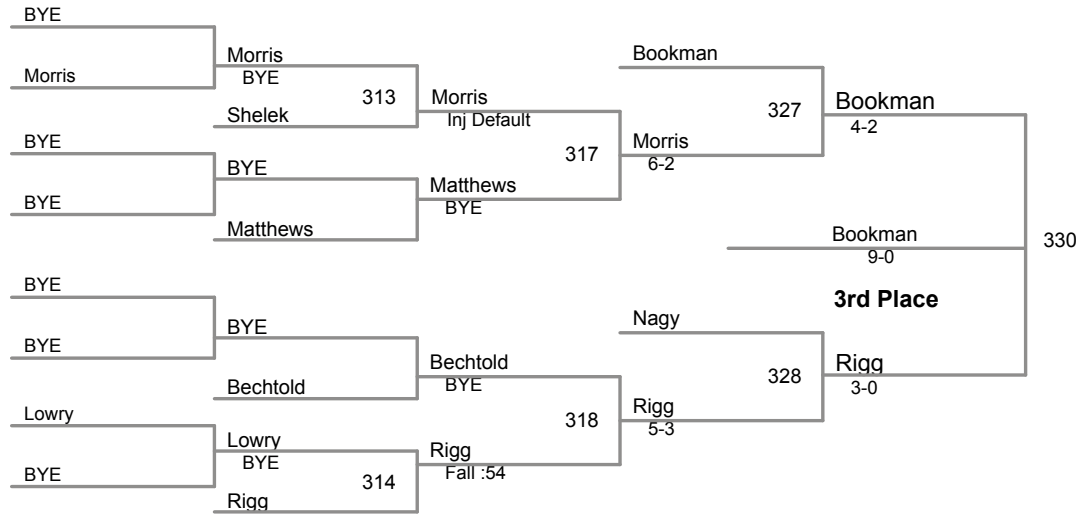 BYE
Morris
BYE
BYE
BYE
BYE
Lowry
BYE
Morris
BYE
Shelek
BYE
Matthews
BYE
Bechtold
Lowry
BYE
Rigg
313
314
Morris
Inj Default
Matthews
BYE
Bechtold
BYE
Rigg
Fall :54
317
318
Bookman
Morris
6-2
Nagy
Rigg
5-3
327
328
Bookman
4-2
Bookman
9-0
3rd Place
Rigg
3-0
330